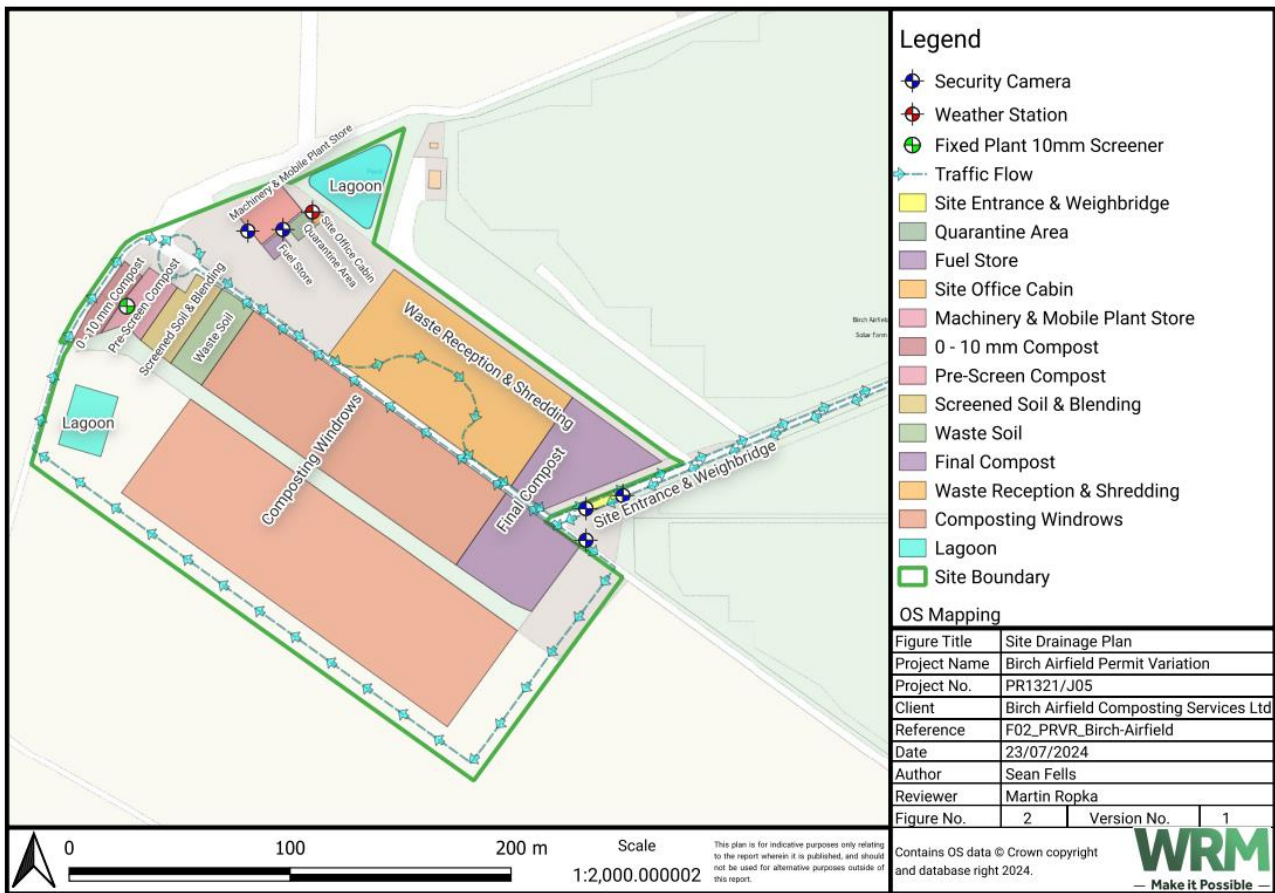 Machinery & Mobile Plant Store
Lagoon
Site Office Cabin
Quarantine Area
Fuel Store
0 -10 mm Compost
Pre-Screen Compost
Screened Soil & Blending
Waste Soil
Waste Reception & Shredding
Lagoon
Composting Windrows
Final Compost
Site Entrance & Weighbridge
Birch Airfield
Solar Farm
Legend
Security Camera
Weather Station
Fixed Plant 10mm Screener
Traffic Flow
Site Entrance & Weighbridge
Quarantine Area
Fuel Store
Site Office Cabin
Machinery & Mobile Plant Store
0 - 10 mm Compost
Pre-Screen Compost
Screened Soil & Blending
Waste Soil
Final Compost
Waste Reception & Shredding
Composting Windrows
Lagoon
Site Boundary
OS Mapping
Figure Title Site Drainage Plan
Project Name Birch Airfield Permit Variation
Project No. PR1321/J05
Client Birch Airfield Composting Services Ltd
Reference F02_PRVR_Birch-Airfield
Date 23/07/2024
Author Sean Fells
Reviewer Martin Ropka
Figure No. 2 Version No. 1
0 100 200 m
Scale
1:2,000.000002
This plan is for indicative purposes only relating
to the report wherein it is published, and should
not be used for alternative purposes outside of
this report.
Contains OS data © Crown copyright
and database right 2024.
WRM
Make it Possible